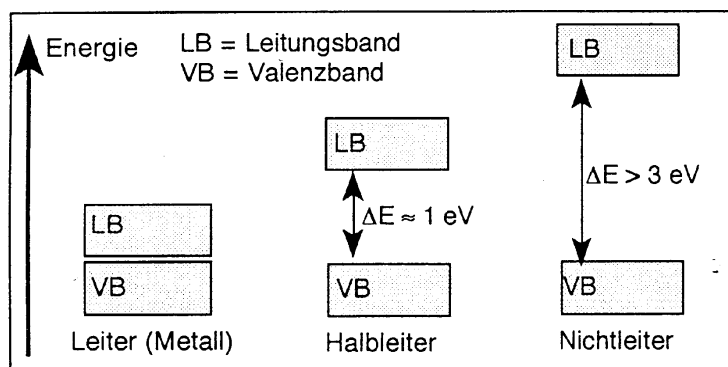 Energie
LB = Leitungsband
VB = Valenzband
LB
VB
Leiter (Metall)
LB
ΔE ≈ 1 eV
VB
Halbleiter
LB
ΔE > 3 eV
VB
Nichtleiter